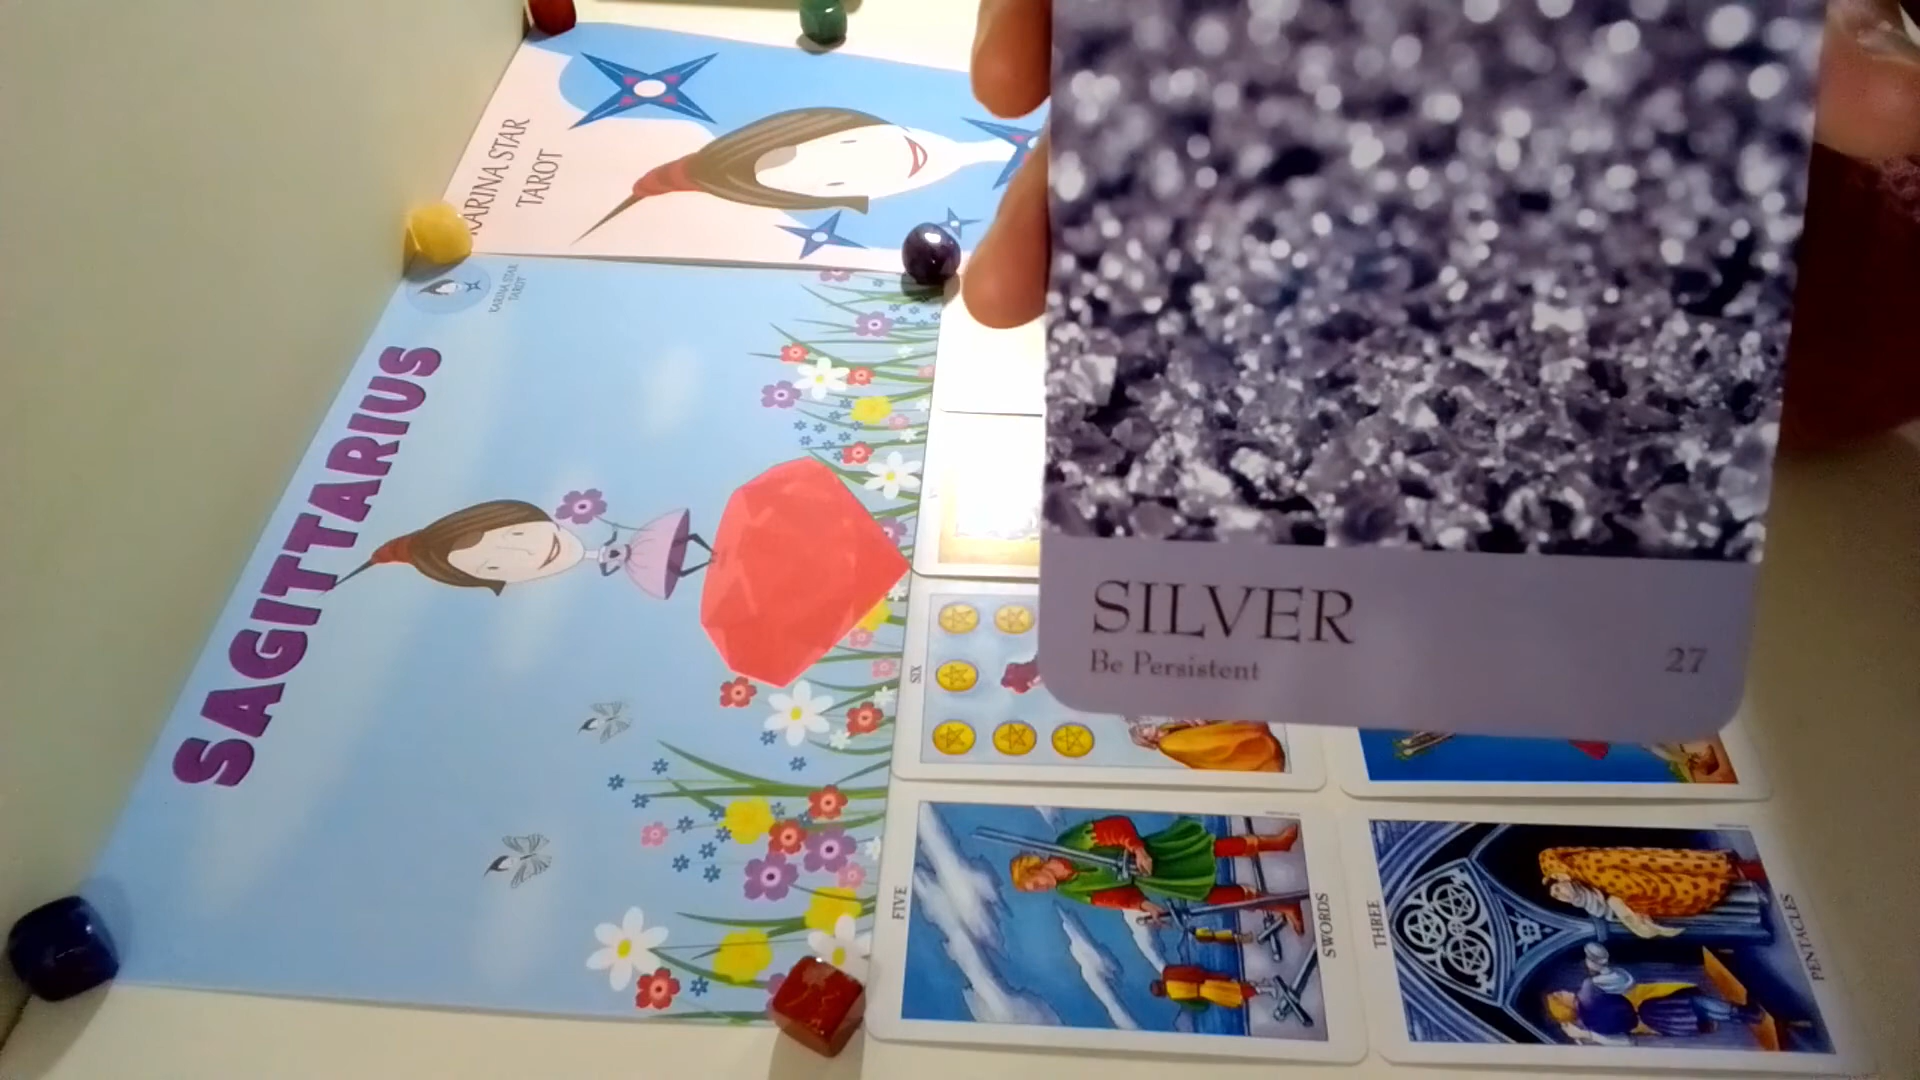 KARINA STAR
TAROT
KARINA STAR
TAROT
SAGITTARIUS
SILVER
Be Persistent
27
SIX
FIVE
SWORDS
THREE
PENTACLES